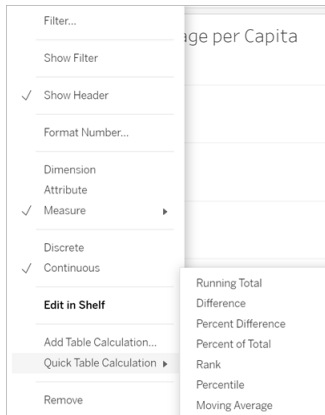 Filter...
age per Capita
Show Filter
Show Header
Format Number...
Dimension
Attribute
Measure
Discrete
Continuous
Edit in Shelf
Add Table Calculation...
Quick Table Calculation
Remove
Running Total
Difference
Percent Difference
Percent of Total
Rank
Percentile
Moving Average